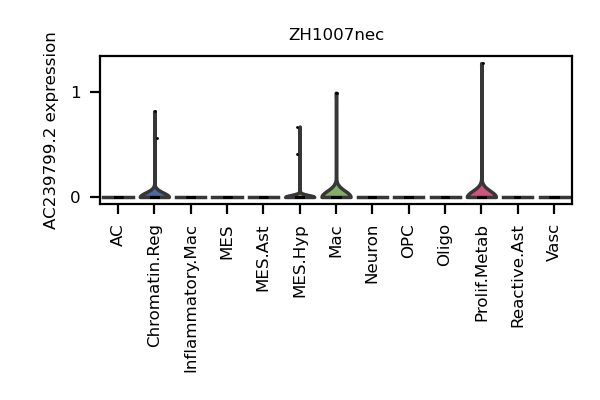 ZH1007nec
AC239799.2 expression
1
0
AC
Chromatin.Reg
Inflammatory.Mac
MES
MES.Ast
MES.Hyp
Mac
Neuron
OPC
Oligo
Prolif.Metab
Reactive.Ast
Vasc